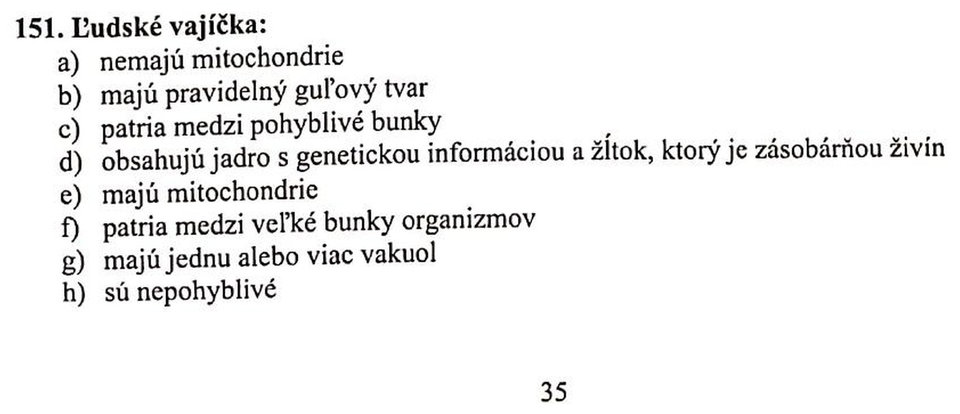 151. Ľudské vajíčka:
a) nemajú mitochondrie
b) majú pravidelný guľový tvar
c) patria medzi pohyblivé bunky
d) obsahujú jadro s genetickou informáciou a žĺtok, ktorý je zásobárňou živín
e) majú mitochondrie
f) patria medzi veľké bunky organizmov
g) majú jednu alebo viac vakuol
h) sú nepohyblivé
35